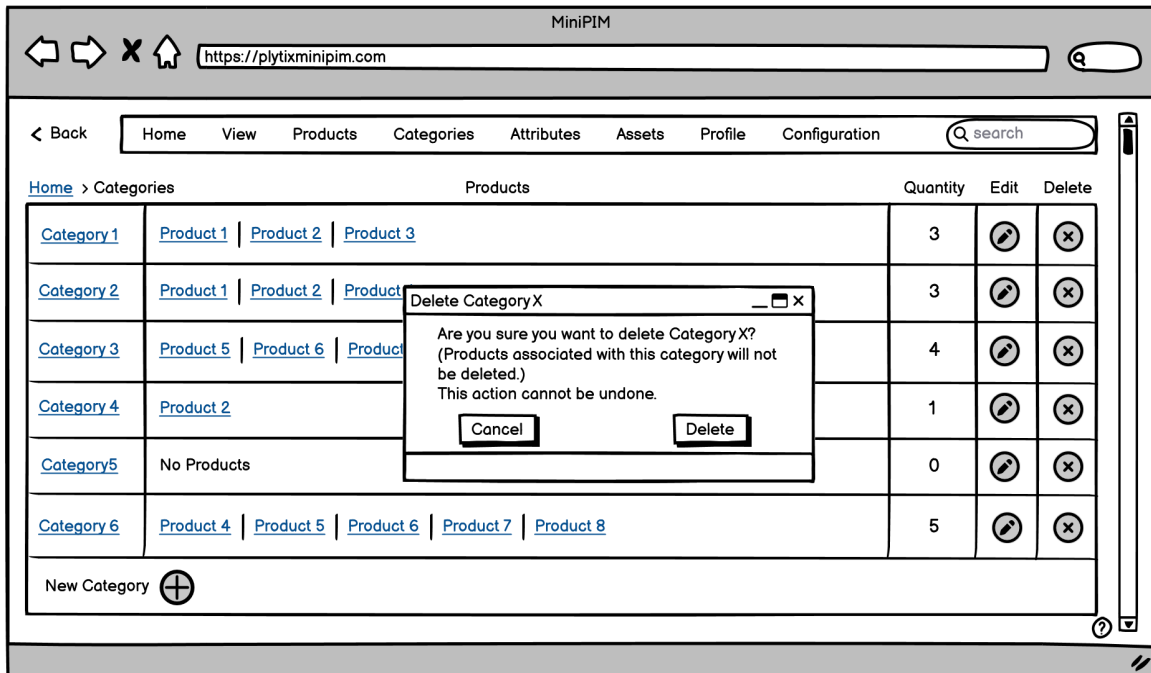 MiniPIM
https://plytixminipim.com
Back Home View Products Categories Attributes Assets Profile Configuration search
Home > Categories Products Quantity Edit Delete
Category 1 Product 1 Product 2 Product 3 3
Category 2 Product 1 Product 2 Product 3
Category 3 Product 5 Product 6 Product 4
Category 4 Product 2 1
Category5 No Products 0
Category 6 Product 4 Product 5 Product 6 Product 7 Product 8 5
New Category
Delete Category X
Are you sure you want to delete Category X?
(Products associated with this category will not
be deleted.)
This action cannot be undone.
Cancel Delete
?